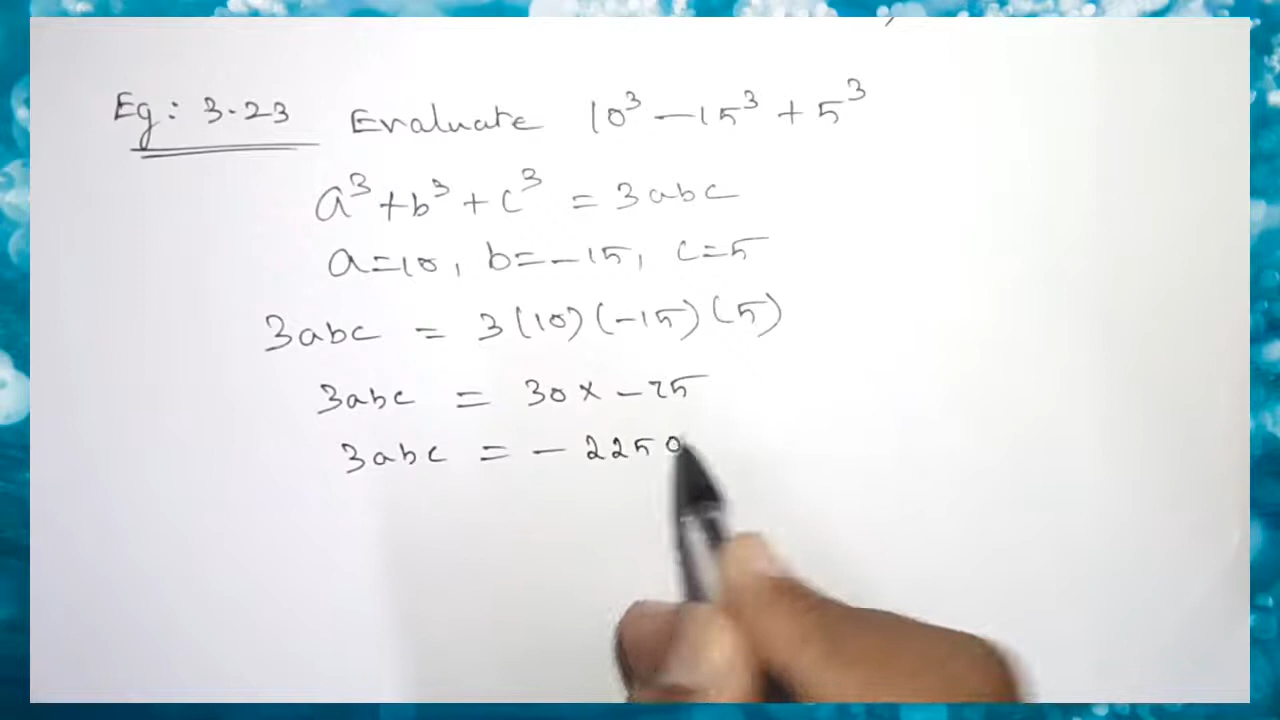 Eg: 3.23 Evaluate 10³ – 15³ + 5³
a³ + b³ + c³ = 3abc
a=10, b=–15, c=5
3abc = 3(10)(-15)(5)
3abc = 30 x – 75
3abc = – 2250